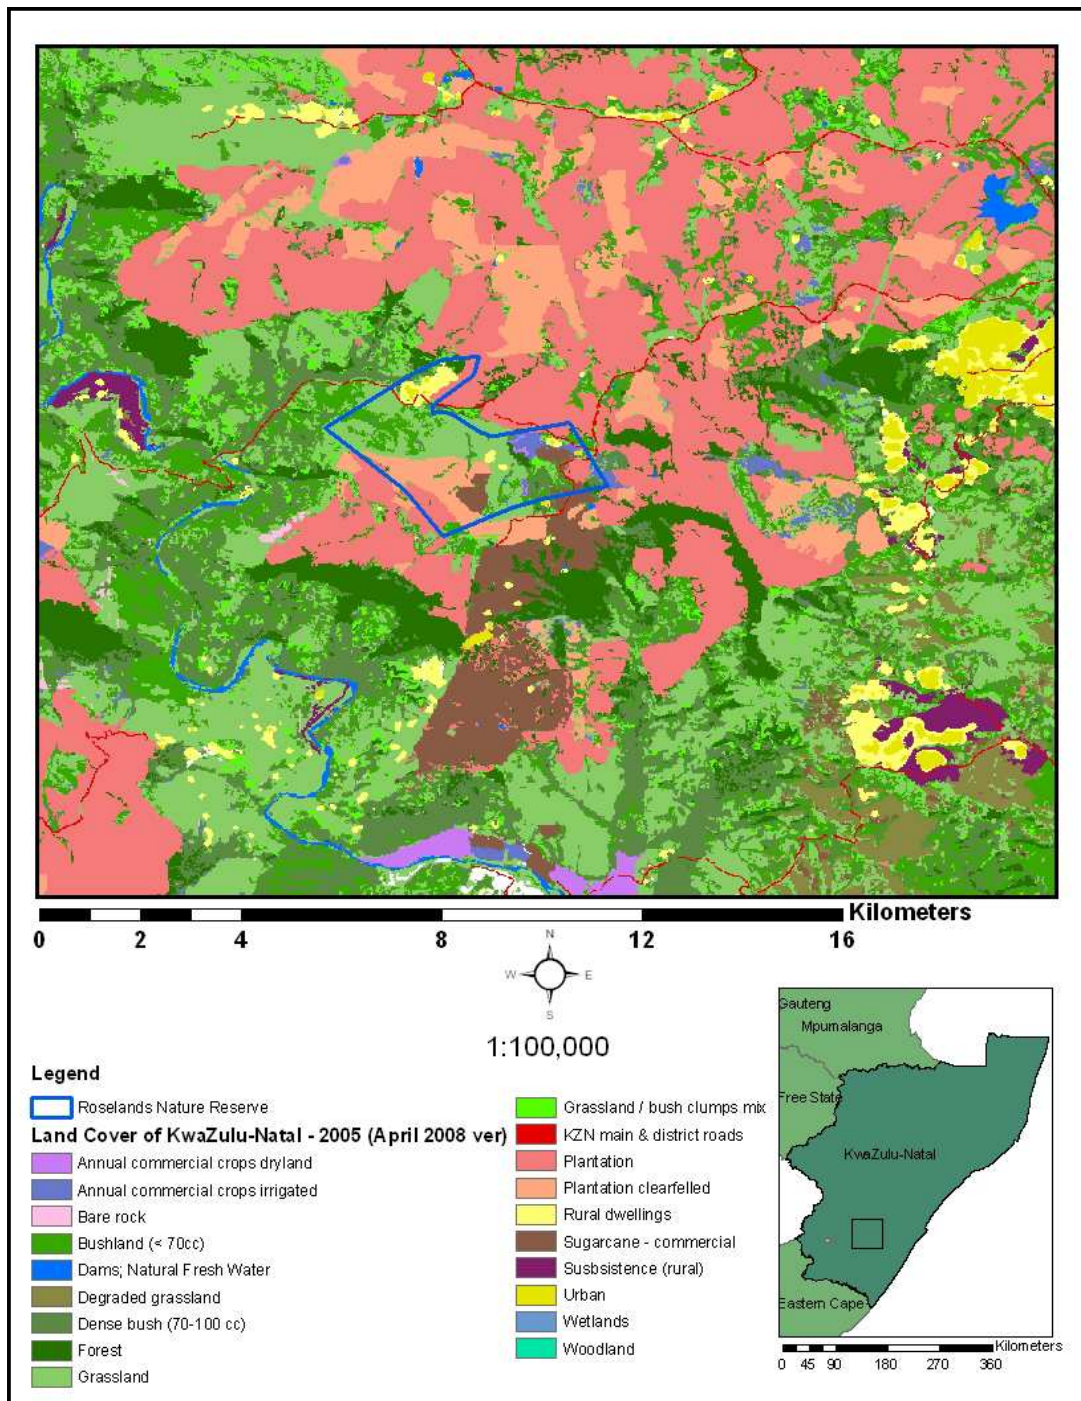 Kilometers
0 2 4 8 12 16
N
W E
S
1:100,000
Legend
Roselands Nature Reserve
Land Cover of KwaZulu-Natal - 2005 (April 2008 ver)
Annual commercial crops dryland
Annual commercial crops irrigated
Bare rock
Bushland (< 70cc)
Dams; Natural Fresh Water
Degraded grassland
Dense bush (70-100 cc)
Forest
Grassland
Grassland / bush clumps mix
KZN main & district roads
Plantation
Plantation clearfelled
Rural dwellings
Sugarcane - commercial
Susbsistence (rural)
Urban
Wetlands
Woodland
Gauteng
Mpumalanga
Free State
KwaZulu-Natal
Eastern Cape
Kilometers
0 45 90 180 270 360